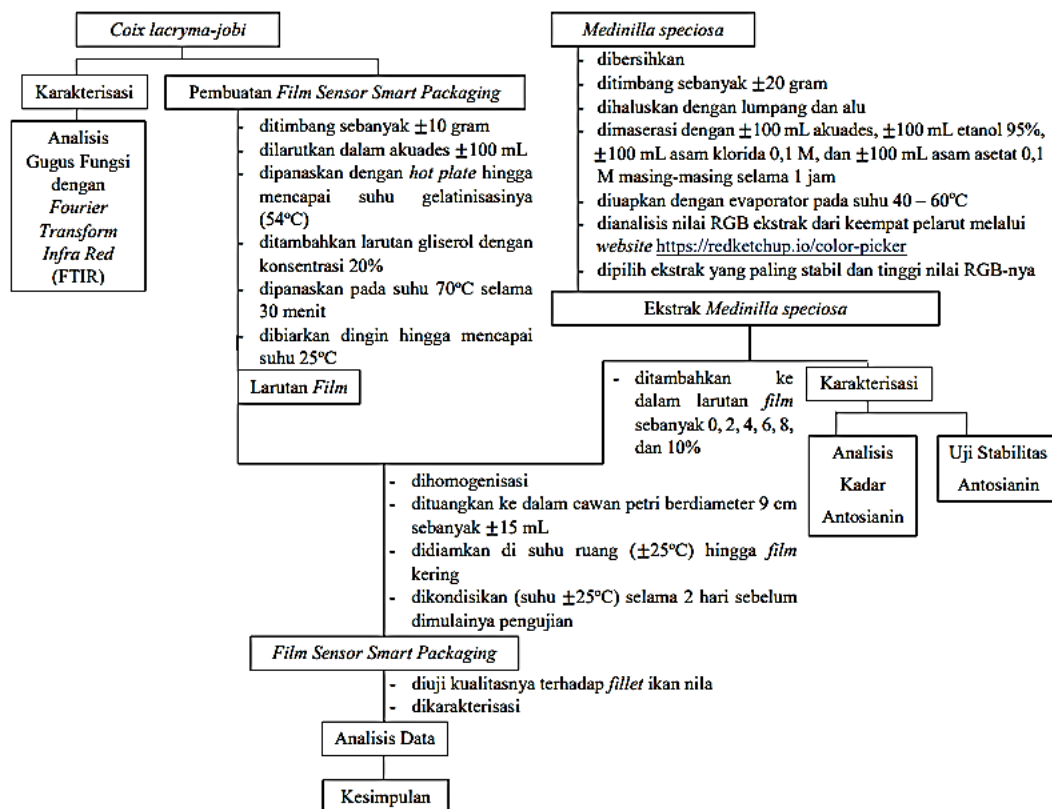 Coix lacryma-jobi
Karakterisasi
Analisis
Gugus Fungsi
dengan
Fourier
Transform
Infra Red
(FTIR)
Pembuatan Film Sensor Smart Packaging
- ditimbang sebanyak ±10 gram
- dilarutkan dalam akuades ±100 mL
- dipanaskan dengan hot plate hingga
mencapai suhu gelatinisasinya
(54°C)
- ditambahkan larutan gliserol dengan
konsentrasi 20%
- dipanaskan pada suhu 70°C selama
30 menit
- dibiarkan dingin hingga mencapai
suhu 25°C
Larutan Film
Medinilla speciosa
- dibersihkan
- ditimbang sebanyak ±20 gram
- dihaluskan dengan lumpang dan alu
- dimaserasi dengan ±100 mL akuades, ±100 mL etanol 95%,
±100 mL asam klorida 0,1 M, dan ±100 mL asam asetat 0,1
M masing-masing selama 1 jam
- diuapkan dengan evaporator pada suhu 40 – 60°C
- dianalisis nilai RGB ekstrak dari keempat pelarut melalui
website https://redketchup.io/color-picker
- dipilih ekstrak yang paling stabil dan tinggi nilai RGB-nya
Ekstrak Medinilla speciosa
- ditambahkan ke
dalam larutan film
sebanyak 0, 2, 4, 6, 8,
dan 10%
Karakterisasi
Analisis
Kadar
Antosianin
Uji Stabilitas
Antosianin
- dihomogenisasi
- dituangkan ke dalam cawan petri berdiameter 9 cm
sebanyak ±15 mL
- didiamkan di suhu ruang (±25°C) hingga film
kering
- dikondisikan (suhu ±25°C) selama 2 hari sebelum
dimulainya pengujian
Film Sensor Smart Packaging
- diuji kualitasnya terhadap fillet ikan nila
- dikarakterisasi
Analisis Data
Kesimpulan